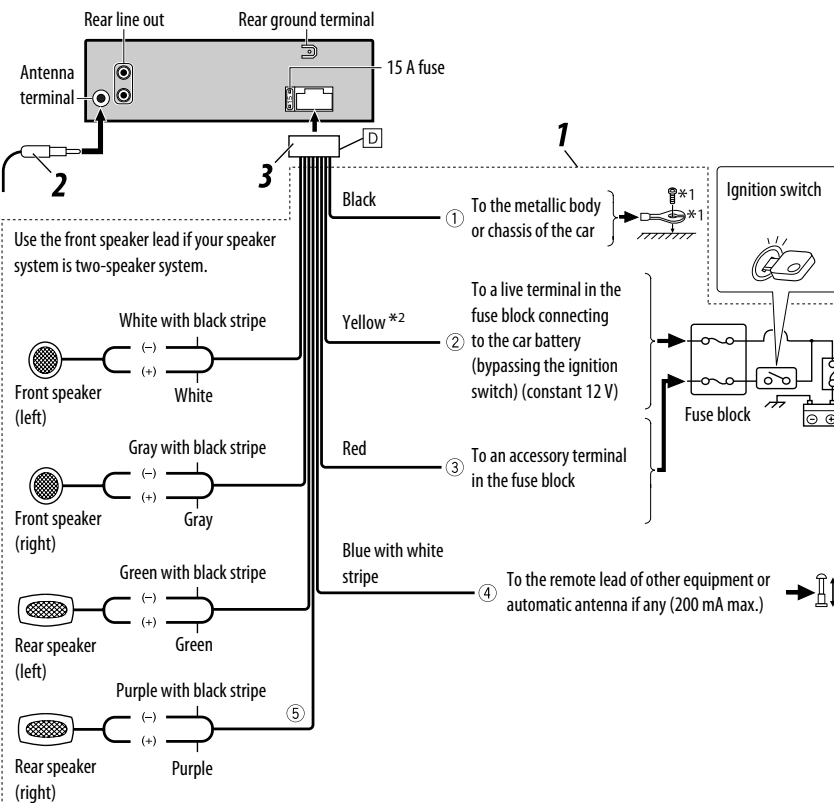 Rear line out
Rear ground terminal
Antenna
terminal
15 A fuse
D
1
2
3
Ignition switch
Black
1
To the metallic body
or chassis of the car
*1
*1
Use the front speaker lead if your speaker
system is two-speaker system.
Yellow *2
2
To a live terminal in the
fuse block connecting
to the car battery
(bypassing the ignition
switch) (constant 12 V)
Fuse block
White with black stripe
(−)
(+)
White
Front speaker
(left)
Red
3
To an accessory terminal
in the fuse block
Gray with black stripe
(−)
(+)
Gray
Front speaker
(right)
Blue with white
stripe
4
To the remote lead of other equipment or
automatic antenna if any (200 mA max.)
Green with black stripe
(−)
(+)
Green
Rear speaker
(left)
Purple with black stripe
5
(−)
(+)
Purple
Rear speaker
(right)